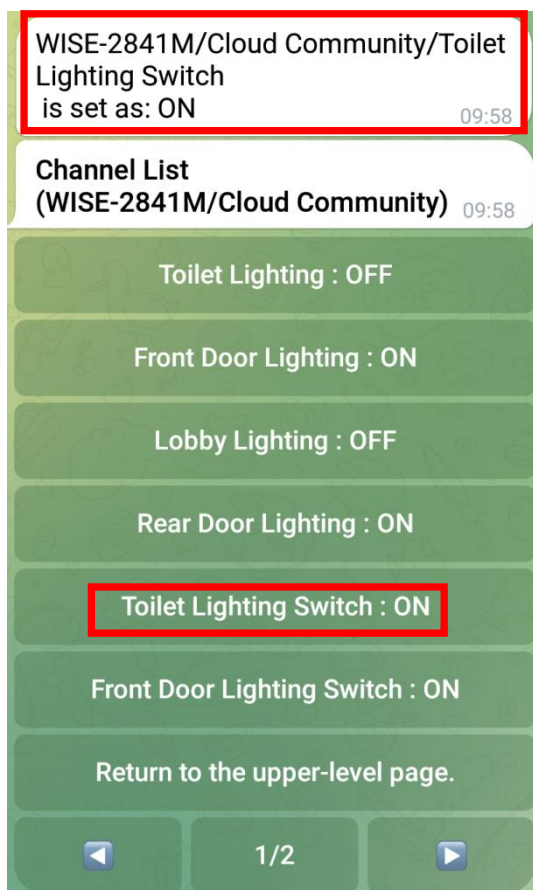 WISE-2841M/Cloud Community/Toilet
Lighting Switch
is set as: ON
09:58
Channel List
(WISE-2841M/Cloud Community) 09:58
Toilet Lighting : OFF
Front Door Lighting : ON
Lobby Lighting : OFF
Rear Door Lighting : ON
Toilet Lighting Switch : ON
Front Door Lighting Switch : ON
Return to the upper-level page.
1/2